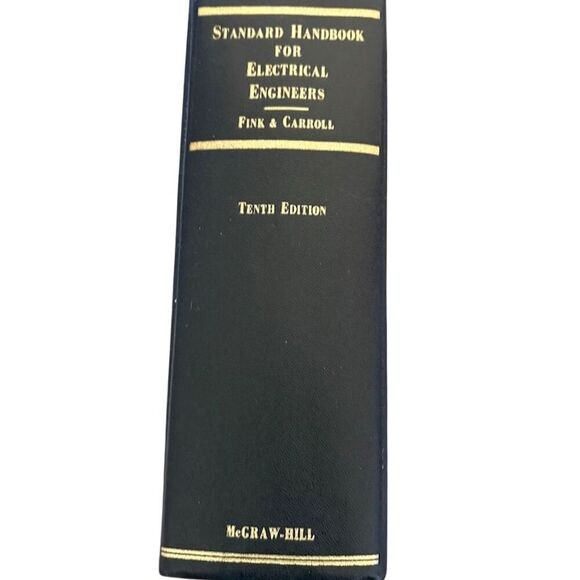 STANDARD HANDBOOK
FOR
ELECTRICAL
ENGINEERS
FINK & CARROLL
TENTH EDITION
McGRAW-HILL